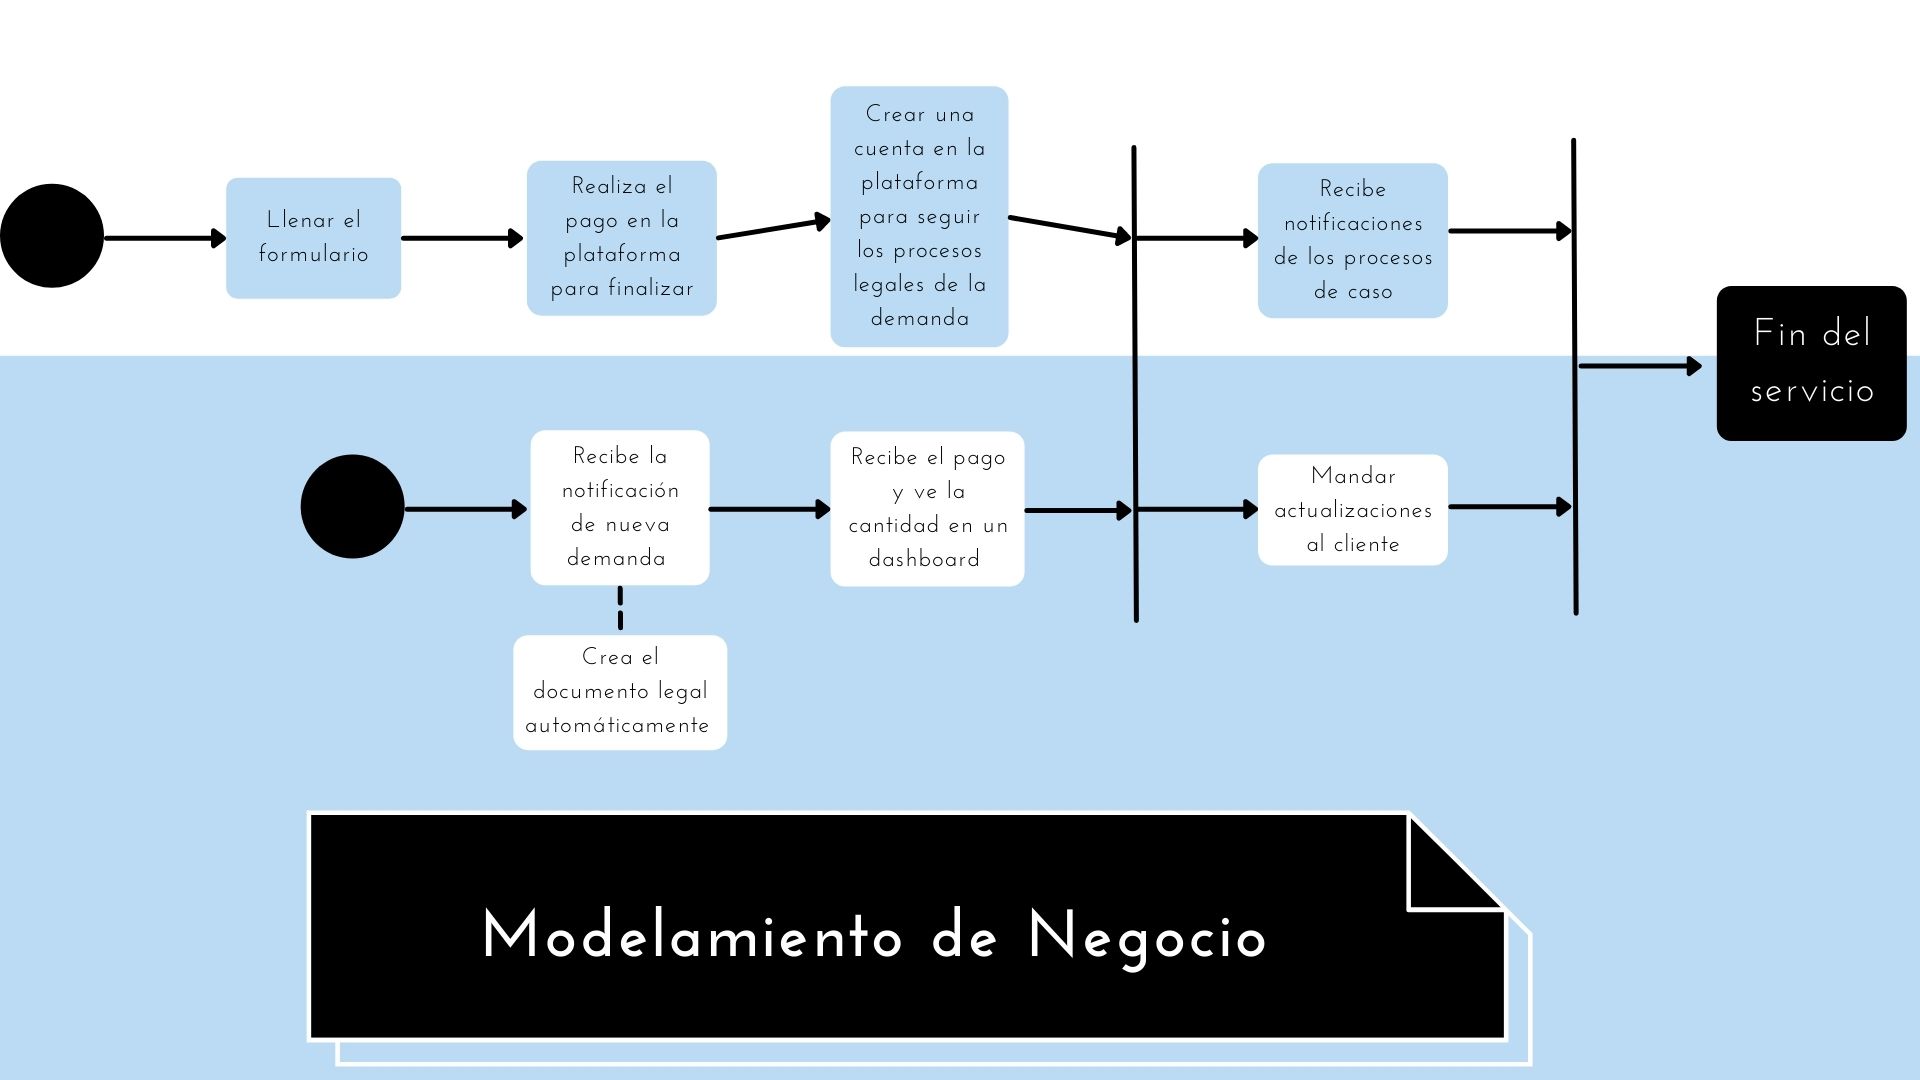 Llenar el
formulario
Realiza el
pago en la
plataforma
para finalizar
Crear una
cuenta en la
plataforma
para seguir
los procesos
legales de la
demanda
Recibe
notificaciones
de los procesos
de caso
Fin del
servicio
Recibe la
notificación
de nueva
demanda
Recibe el pago
y ve la
cantidad en un
dashboard
Mandar
actualizaciones
al cliente
Crea el
documento legal
automáticamente
Modelamiento de Negocio